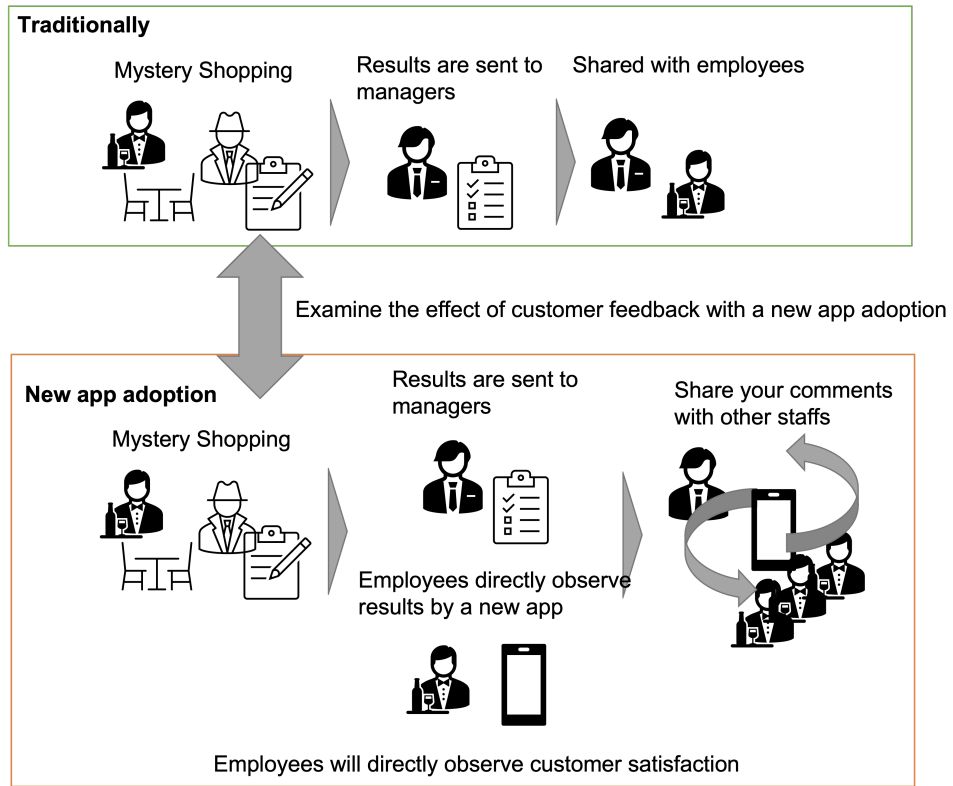 Traditionally
Mystery Shopping
Results are sent to
managers
Shared with employees
Examine the effect of customer feedback with a new app adoption
New app adoption
Mystery Shopping
Results are sent to
managers
Employees directly observe
results by a new app
Share your comments
with other staffs
Employees will directly observe customer satisfaction